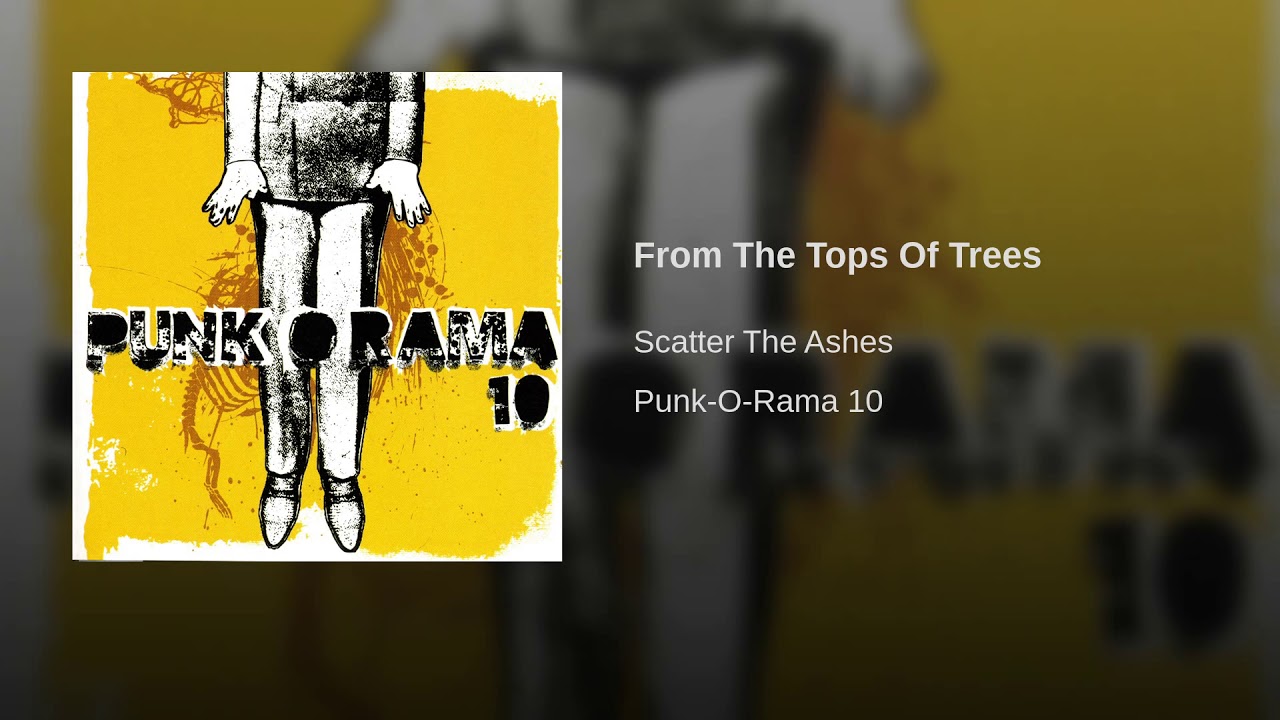 PUNK O RAMA
10
From The Tops Of Trees
Scatter The Ashes
Punk-O-Rama 10